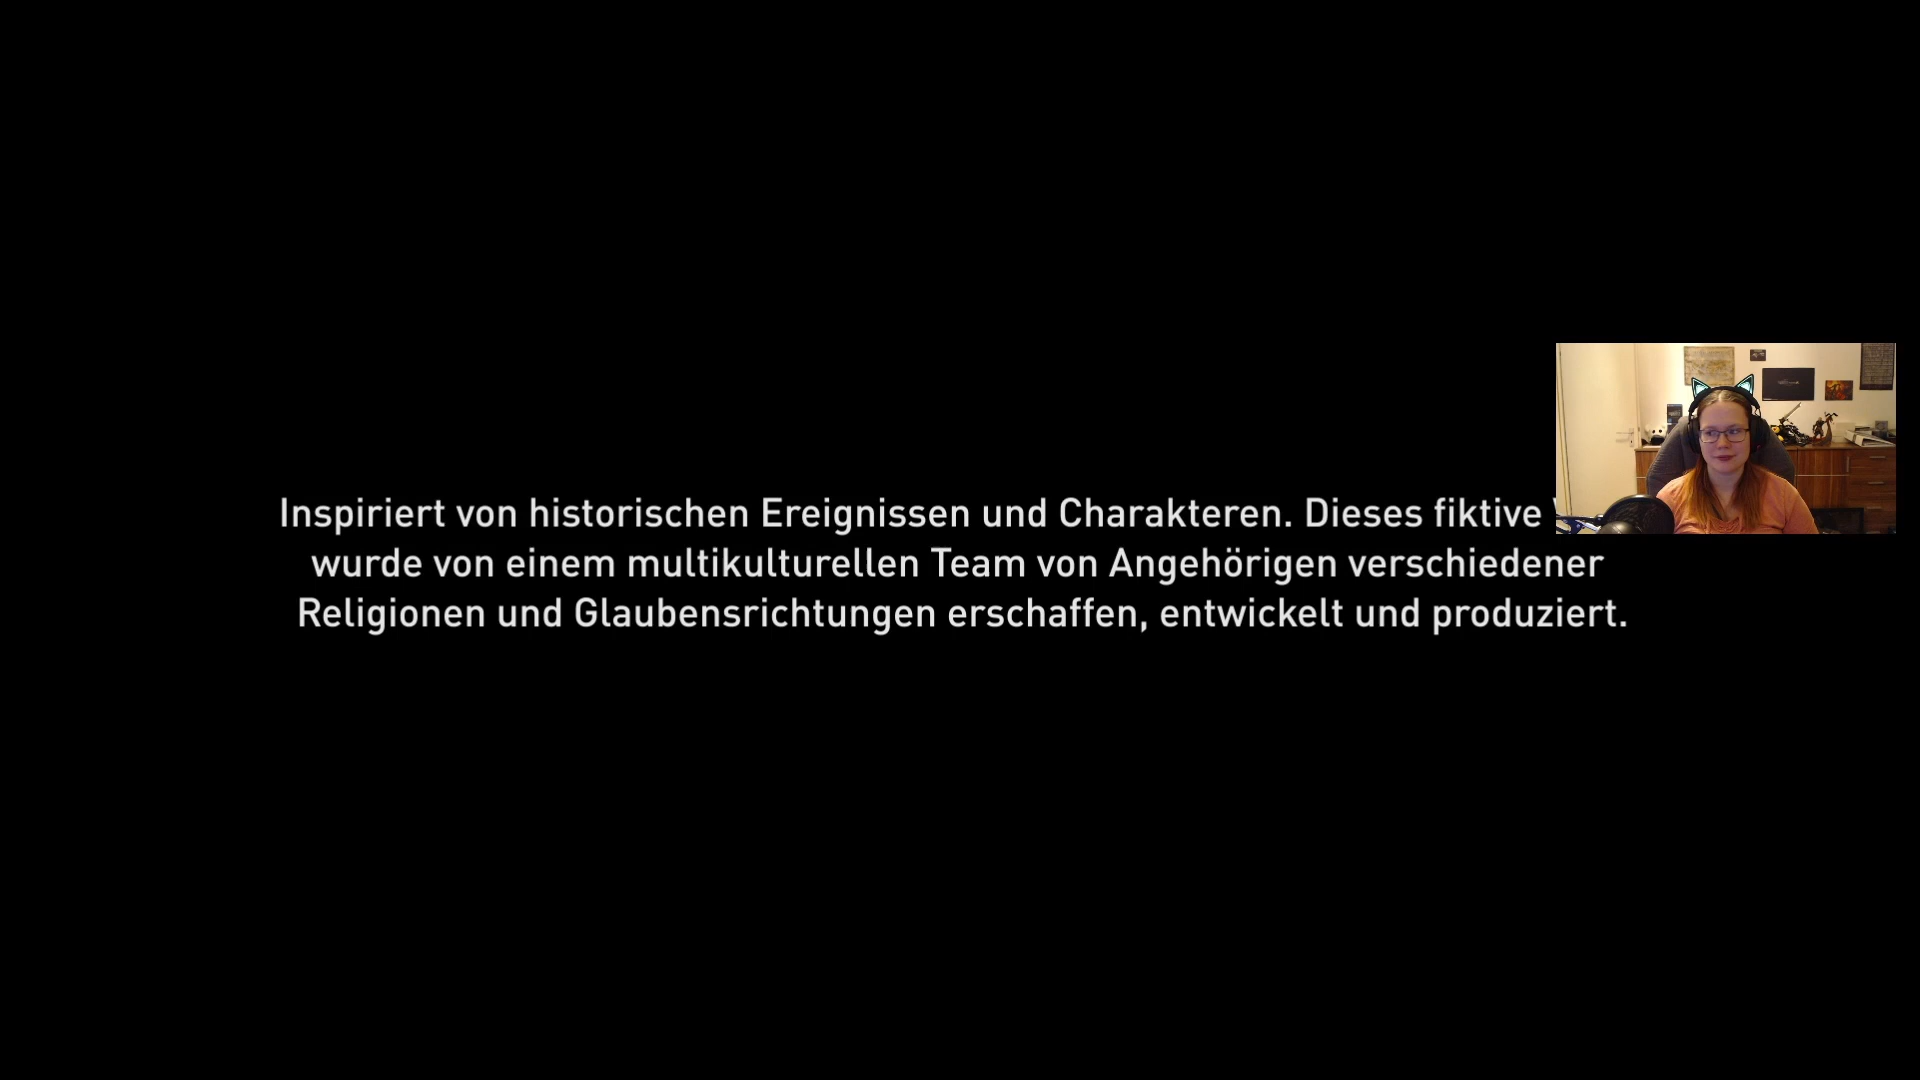 Inspiriert von historischen Ereignissen und Charakteren. Dieses fiktive
wurde von einem multikulturellen Team von Angehörigen verschiedener
Religionen und Glaubensrichtungen erschaffen, entwickelt und produziert.